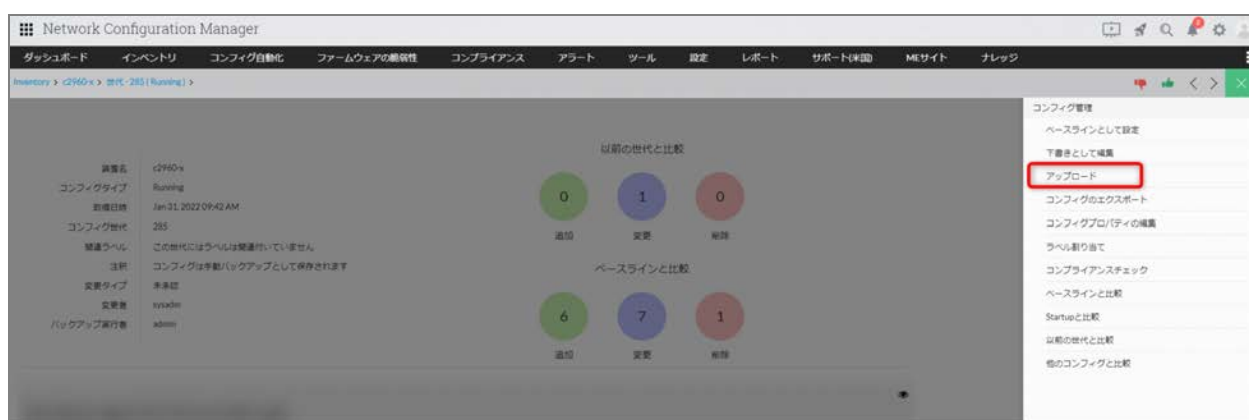 Network Configuration Manager
ダッシュボード インベントリ コンフィグ自動化 ファームウェアの脆弱性 コンプライアンス アラート ツール 設定 レポート サポート(米国) MEサイト ナレッジ
Inventory > c2960-x > 世代 - 285 [ Running ] >
装置名 c2960-x
コンフィグタイプ Running
取得日時 Jan 31, 2022 09:42 AM
コンフィグ世代 285
関連ラベル この世代にはラベルは関連付いていません
注釈 コンフィグは手動バックアップとして保存されます
変更タイプ 未承認
変更者 sysadm
バックアップ実行者 admin
以前の世代と比較
0 1 0
追加 変更 削除
ベースラインと比較
6 7 1
追加 変更 削除
コンフィグ管理
ベースラインとして設定
下書きとして編集
アップロード
コンフィグのエクスポート
コンフィグプロパティの編集
ラベル割り当て
コンプライアンスチェック
ベースラインと比較
Startupと比較
以前の世代と比較
他のコンフィグと比較